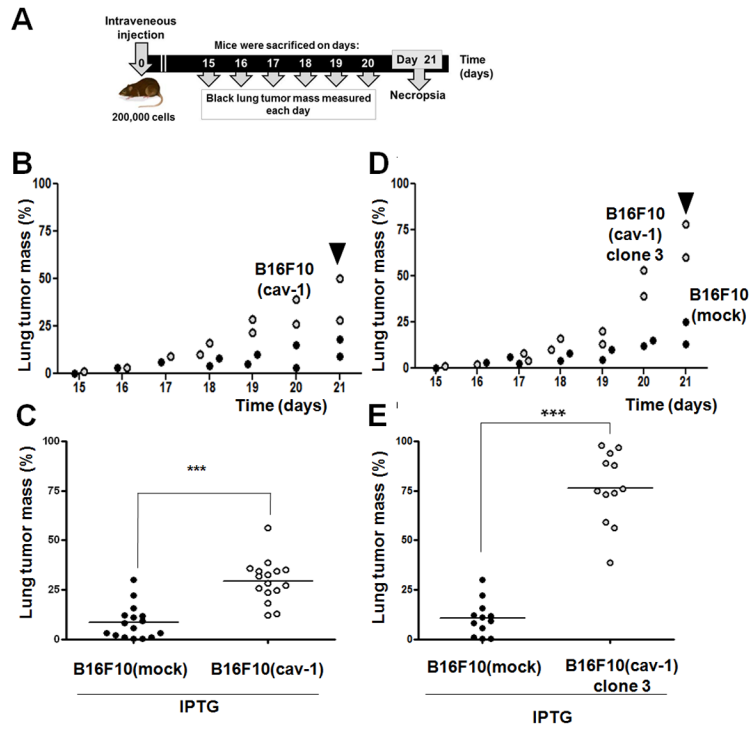 A
Intraveneous
injection
Mice were sacrificed on days:
0 15 16 17 18 19 20 Day 21
Time
(days)
Black lung tumor mass measured
each day
Necropsia
200,000 cells
B
Lung tumor mass (%)
100
75
50
25
0
B16F10
(cav-1)
15 16 17 18 19 20 21
Time (days)
D
Lung tumor mass (%)
100
75
50
25
0
B16F10
(cav-1)
clone 3
B16F10
(mock)
15 16 17 18 19 20 21
Time (days)
C
Lung tumor mass (%)
100
75
50
25
0
***
B16F10(mock) B16F10(cav-1)
IPTG
E
Lung tumor mass (%)
100
75
50
25
0
***
B16F10(mock) B16F10(cav-1)
clone 3
IPTG